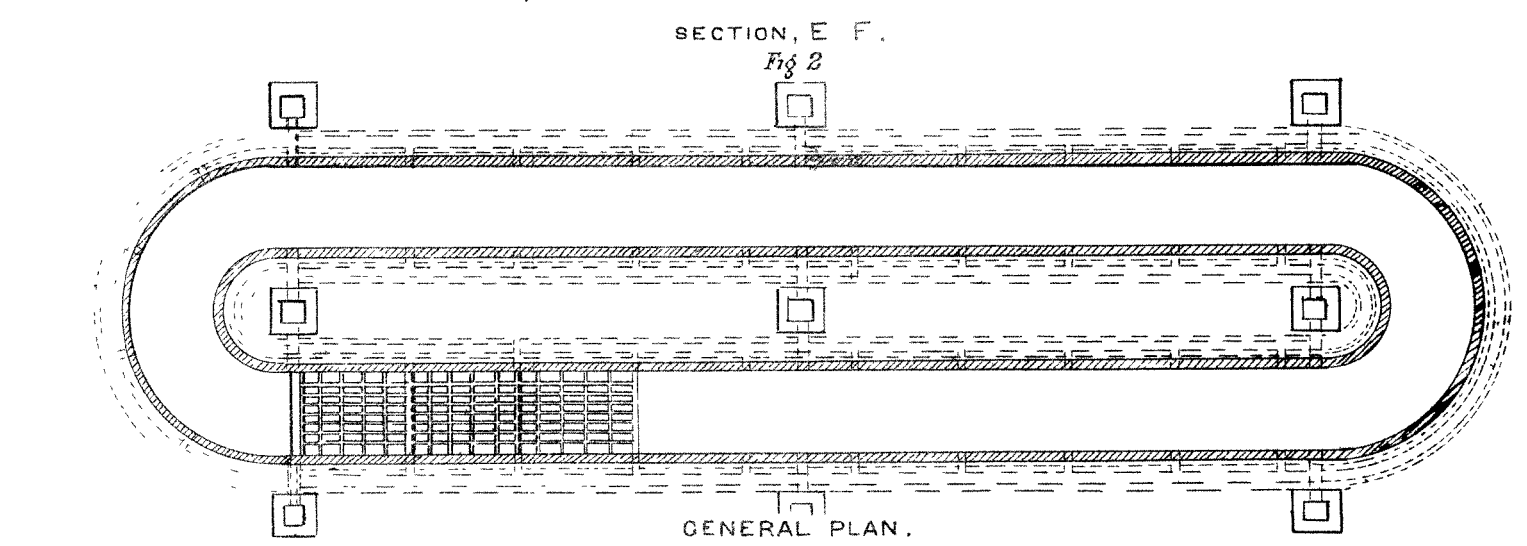 SECTION, E F.
Fig 2
GENERAL PLAN.